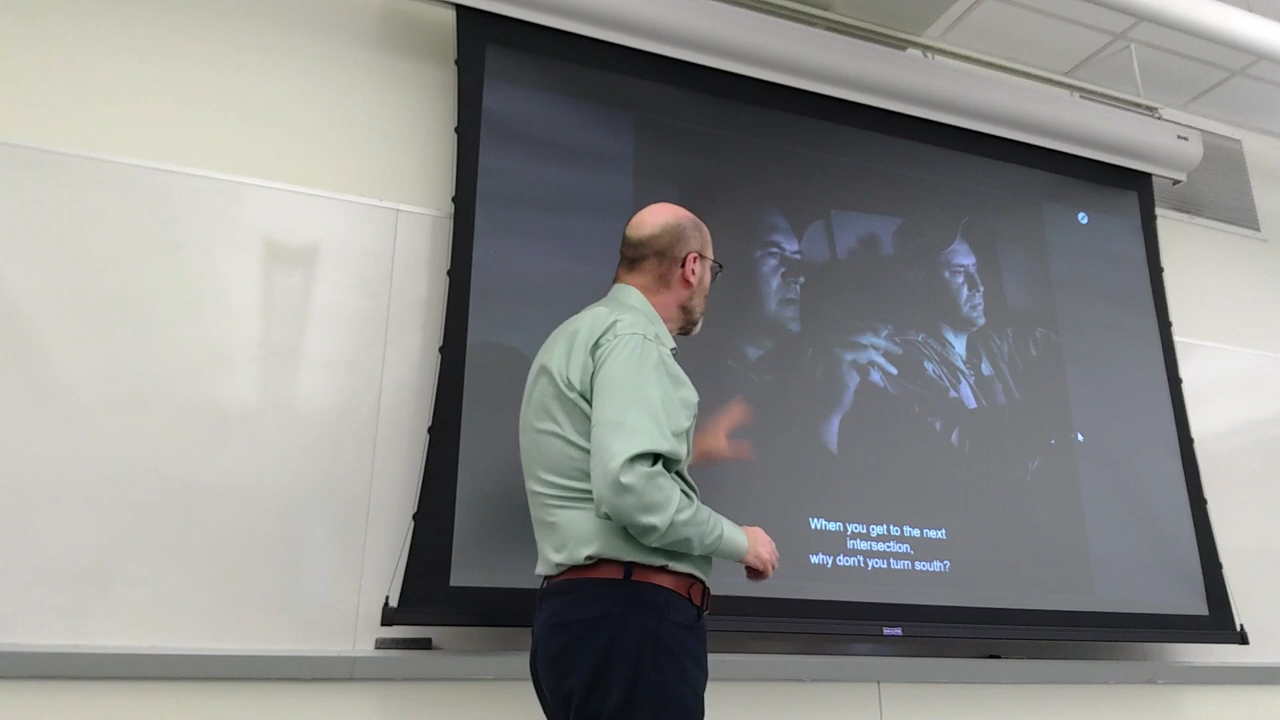 When you get to the next
intersection,
why don't you turn south?